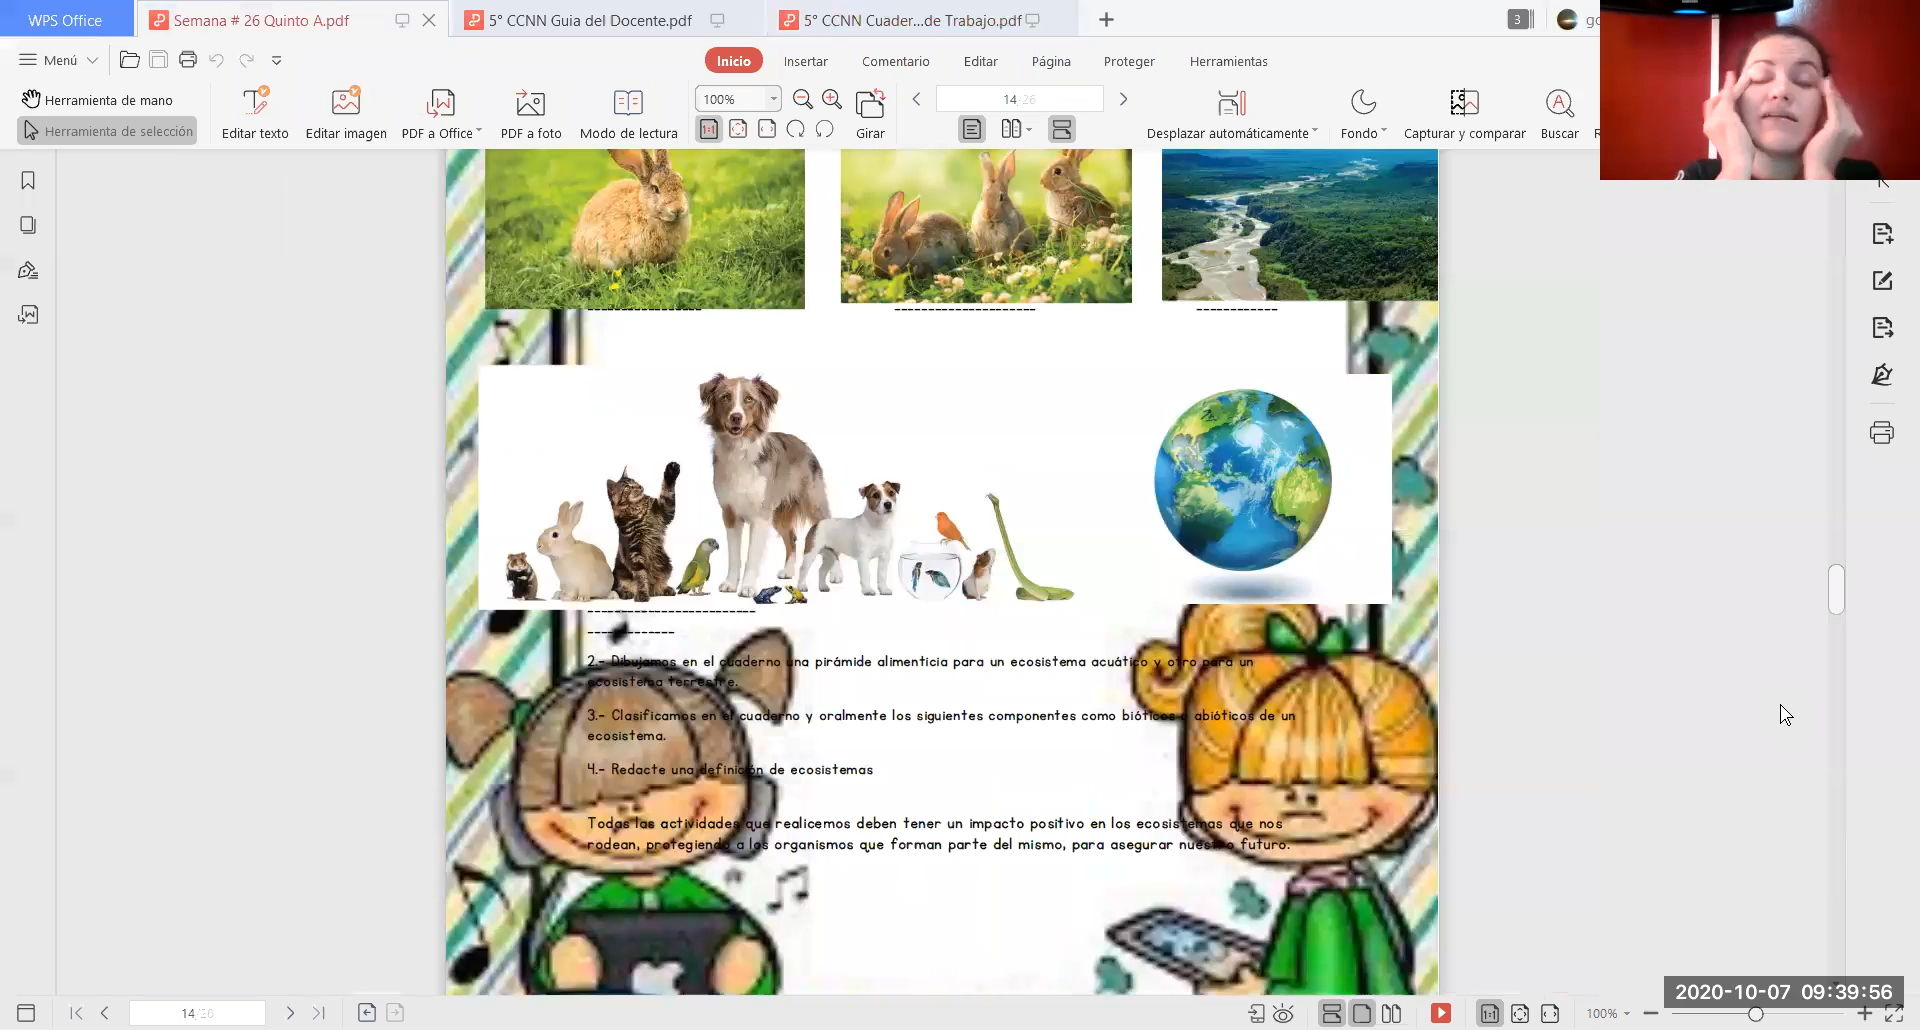 WPS Office
Semana # 26 Quinto A.pdf
5° CCNN Guia del Docente.pdf
5° CCNN Cuader...de Trabajo.pdf
3
Menú
Inicio
Insertar
Comentario
Editar
Página
Proteger
Herramientas
Herramienta de mano
Herramienta de selección
Editar texto
Editar imagen
PDF a Office
PDF a foto
Modo de lectura
100%
Girar
14/26
Desplazar automáticamente
Fondo
Capturar y comparar
Buscar
2.- Dibujamos en el cuaderno una pirámide alimenticia para un ecosistema acuático y otro para un
ecosistema terrestre.
3.- Clasificamos en el cuaderno y oralmente los siguientes componentes como bióticos o abióticos de un
ecosistema.
4.- Redacte una definición de ecosistemas
Todas las actividades que realicemos deben tener un impacto positivo en los ecosistemas que nos
rodean, protegiendo a los organismos que forman parte del mismo, para asegurar nuestro futuro.
14/26
100%
2020-10-07 09:39:56